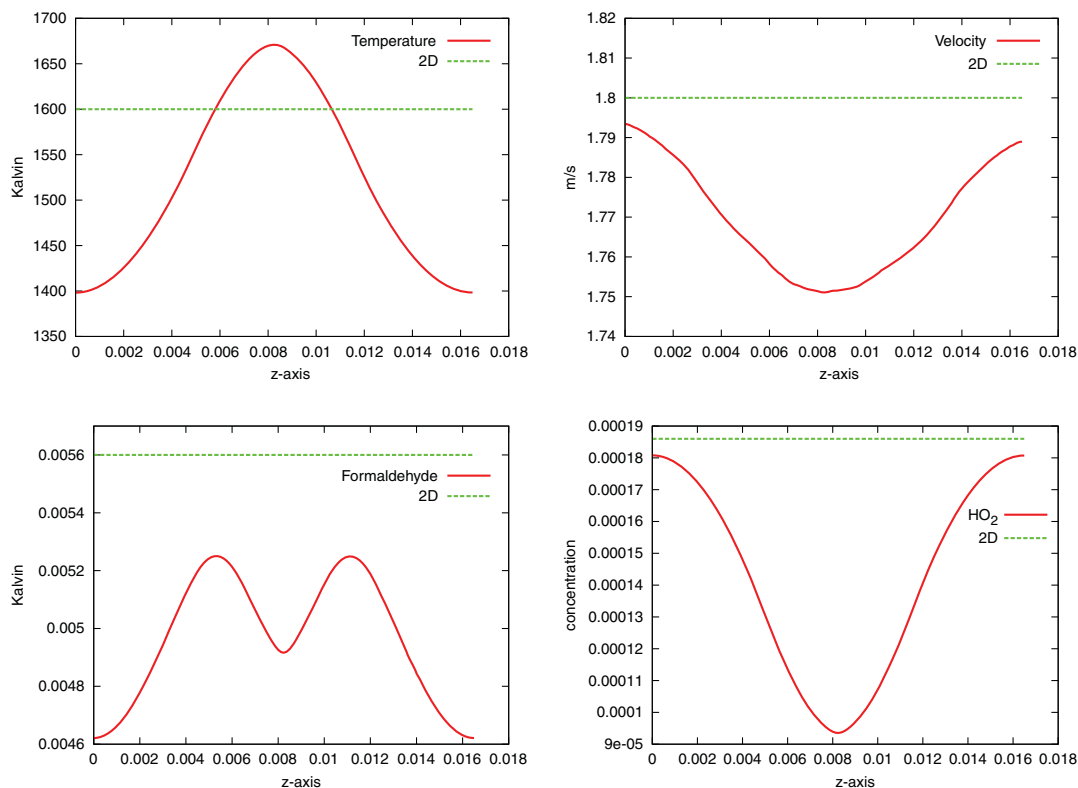 1700
1650
1600
1550
1500
1450
1400
1350
Kalvin
Temperature
2D
0 0.002 0.004 0.006 0.008 0.01 0.012 0.014 0.016 0.018
z-axis
1.82
1.81
1.8
1.79
1.78
1.77
1.76
1.75
1.74
m/s
Velocity
2D
0 0.002 0.004 0.006 0.008 0.01 0.012 0.014 0.016 0.018
z-axis
0.0056
0.0054
0.0052
0.005
0.0048
0.0046
Kalvin
Formaldehyde
2D
0 0.002 0.004 0.006 0.008 0.01 0.012 0.014 0.016 0.018
z-axis
0.00019
0.00018
0.00017
0.00016
0.00015
0.00014
0.00013
0.00012
0.00011
0.0001
9e-05
concentration
HO2
2D
0 0.002 0.004 0.006 0.008 0.01 0.012 0.014 0.016 0.018
z-axis